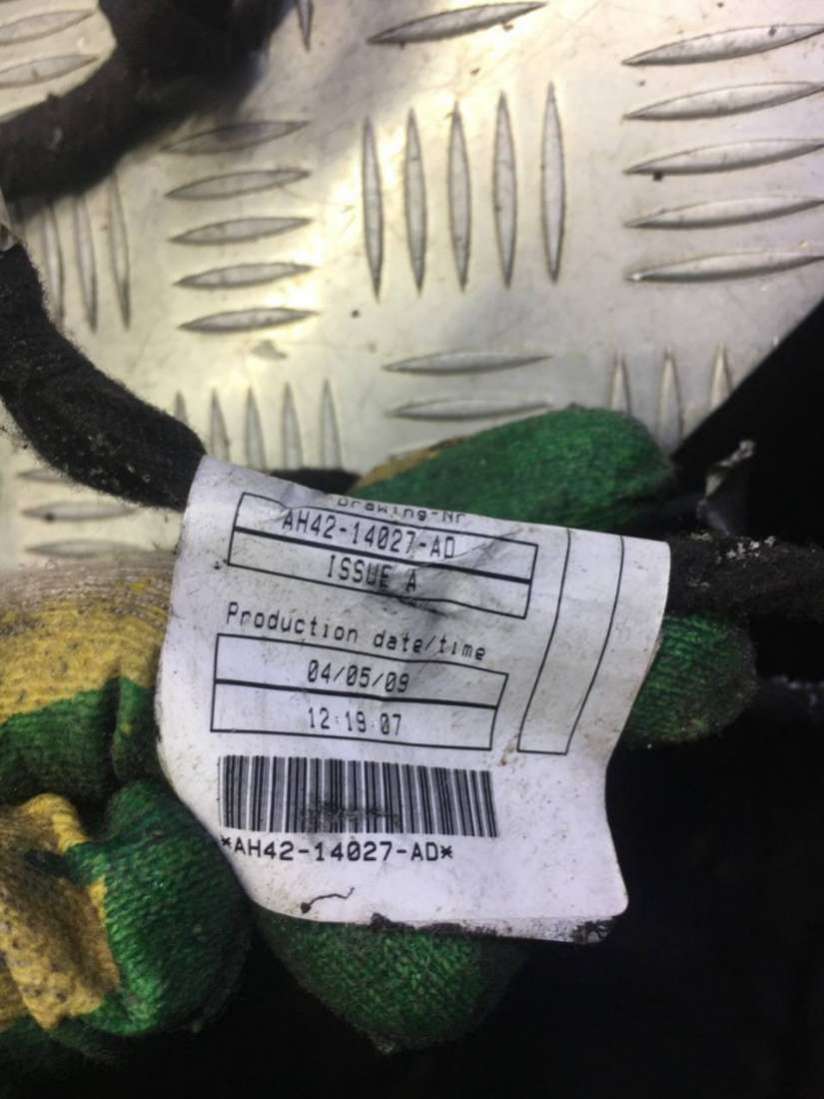 Drawing-Nr
AH42-14027-AD
ISSUE A
Production date/time
04/05/09
12:19:07
*AH42-14027-AD*